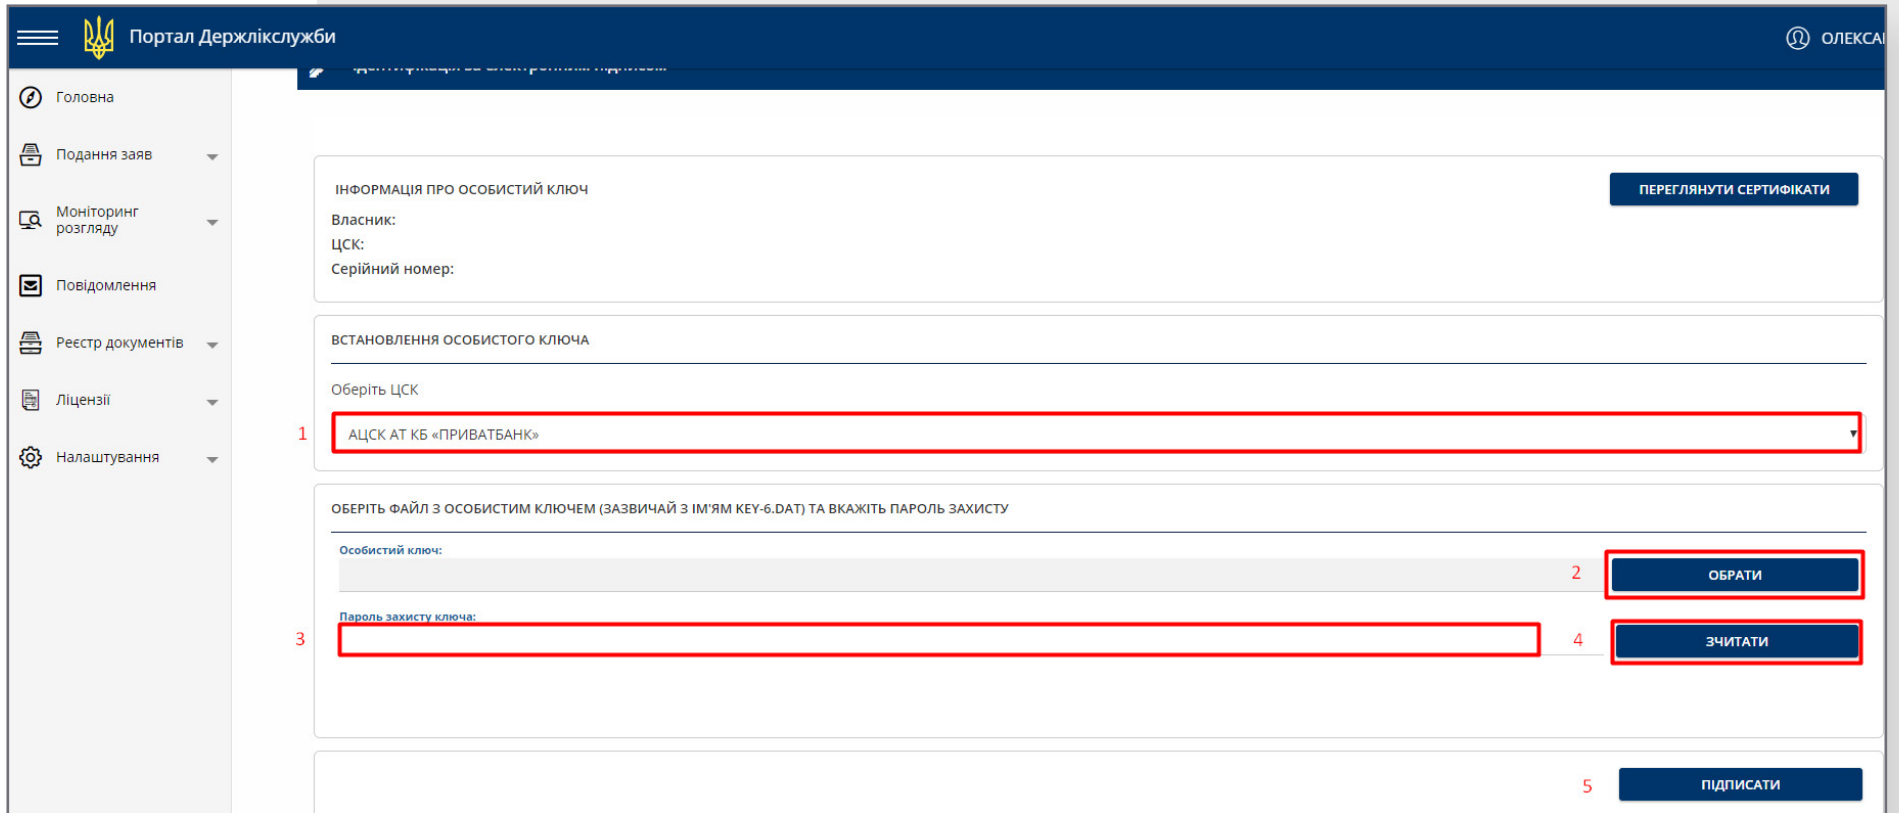 Портал Держлікслужби
ОЛЕКСА
Головна
Подання заяв
Моніторинг
розгляду
Повідомлення
Реєстр документів
Ліцензії
Налаштування
ІНФОРМАЦІЯ ПРО ОСОБИСТИЙ КЛЮЧ
ПЕРЕГЛЯНУТИ СЕРТИФІКАТИ
Власник:
ЦСК:
Серійний номер:
ВСТАНОВЛЕННЯ ОСОБИСТОГО КЛЮЧА
Оберіть ЦСК
1
АЦСК АТ КБ «ПРИВАТБАНК»
ОБЕРІТЬ ФАЙЛ З ОСОБИСТИМ КЛЮЧЕМ (ЗАЗВИЧАЙ З ІМ'ЯМ KEY-6.DAT) ТА ВКАЖІТЬ ПАРОЛЬ ЗАХИСТУ
Особистий ключ:
2
ОБРАТИ
Пароль захисту ключа:
3
4
ЗЧИТАТИ
5
ПІДПИСАТИ